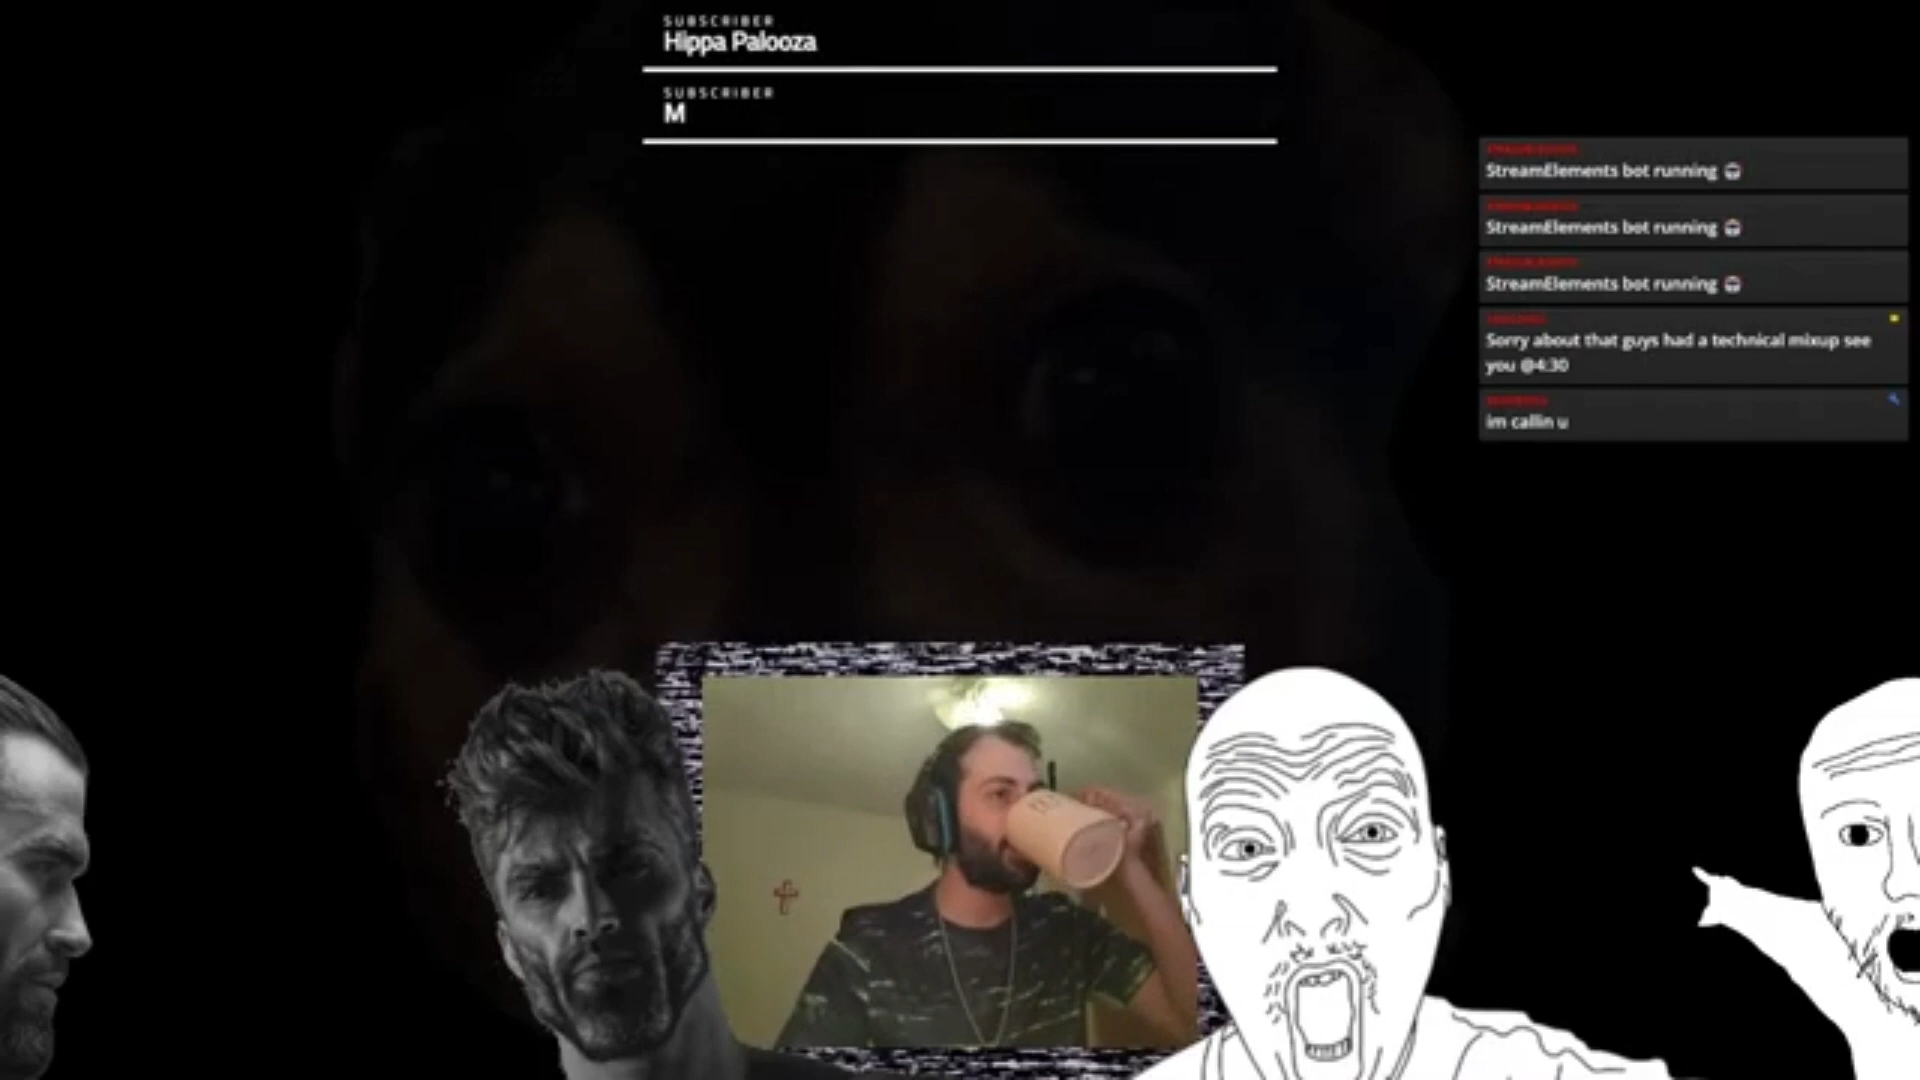 SUBSCRIBER
Hippa Palooza
SUBSCRIBER
M
StreamElements bot running
StreamElements bot running
StreamElements bot running
Sorry about that guys had a technical mixup see
you @4:30
im callin u